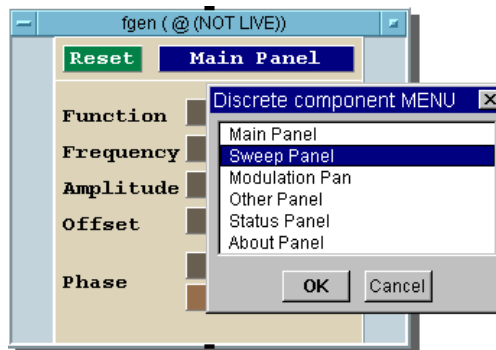 fgen ( @ (NOT LIVE))
Reset Main Panel
Function
Frequency
Amplitude
Offset
Phase
Discrete component MENU
Main Panel
Sweep Panel
Modulation Pan
Other Panel
Status Panel
About Panel
OK Cancel